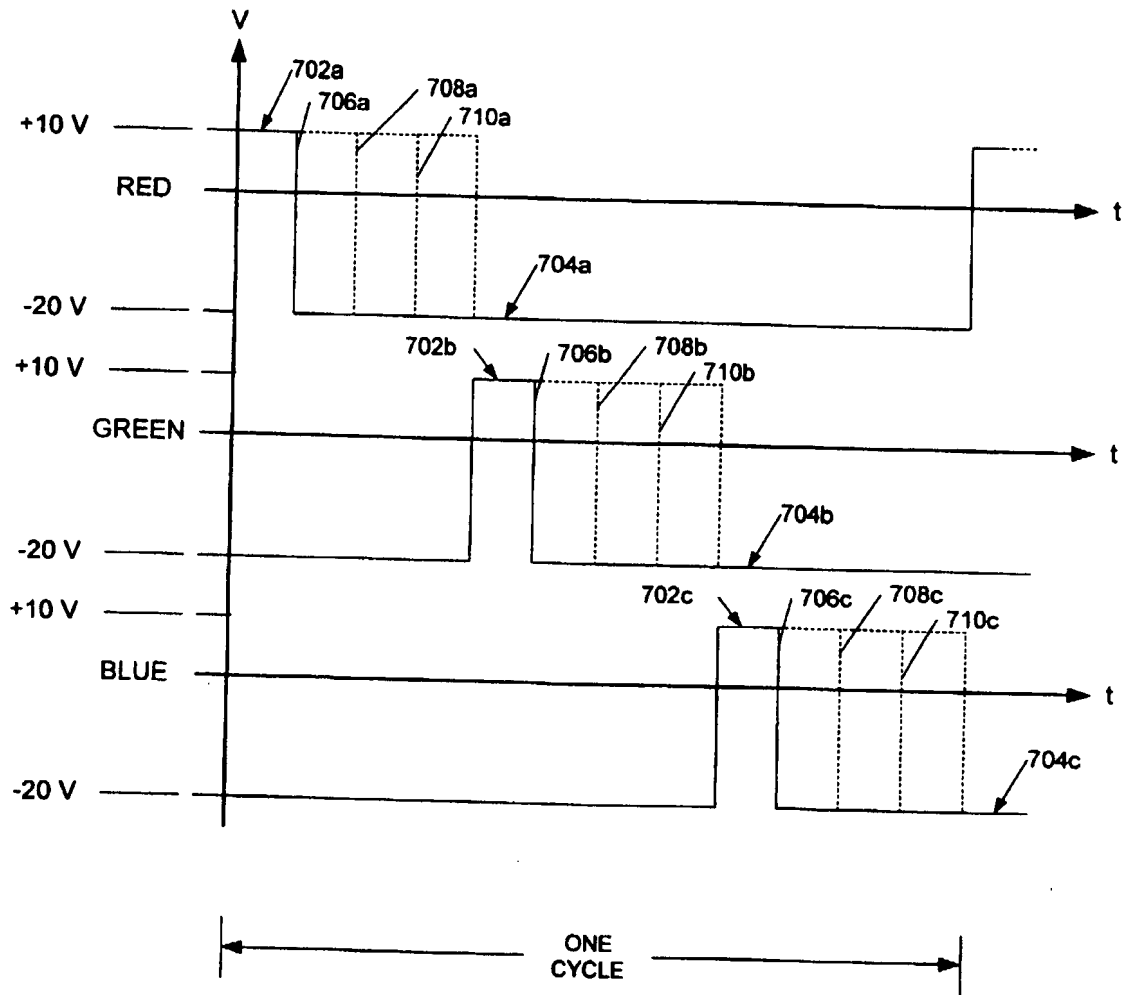 V
702a
706a
708a
710a
+10 V
RED
t
-20 V
704a
+10 V
702b
706b
708b
710b
GREEN
t
-20 V
704b
+10 V
702c
706c
708c
710c
BLUE
t
-20 V
704c
ONE
CYCLE